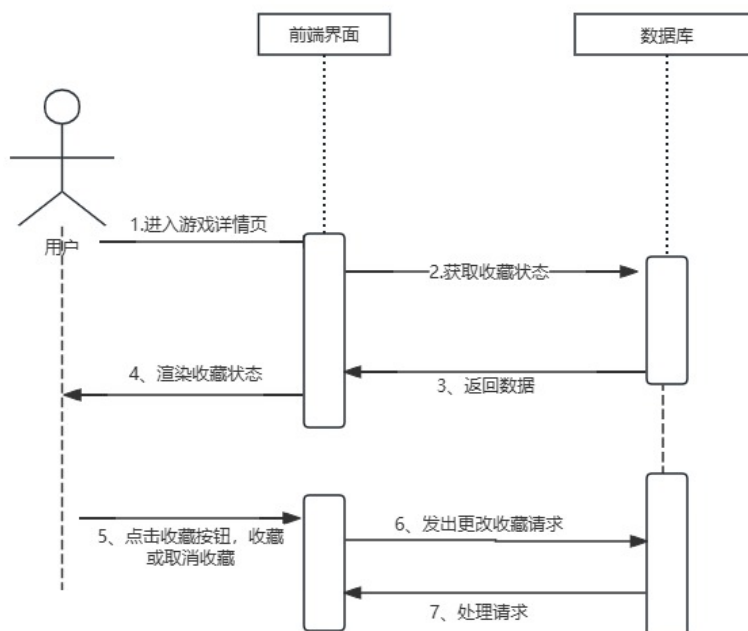 前端界面
数据库
用户
1.进入游戏详情页
2.获取收藏状态
3、返回数据
4、渲染收藏状态
5、点击收藏按钮，收藏
或取消收藏
6、发出更改收藏请求
7、处理请求